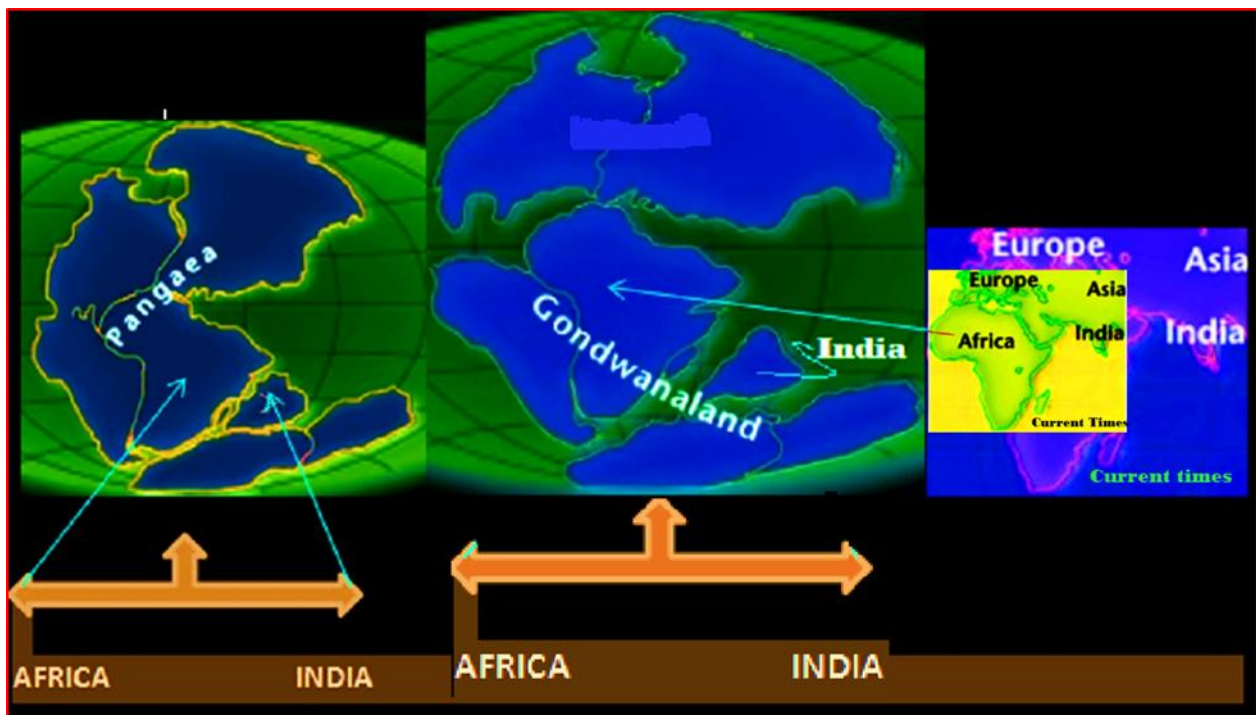 Pangaea
Gondwanaland
India
Europe
Asia
India
Europe
Asia
Africa
India
Current Times
Current times
AFRICA
INDIA
AFRICA
INDIA